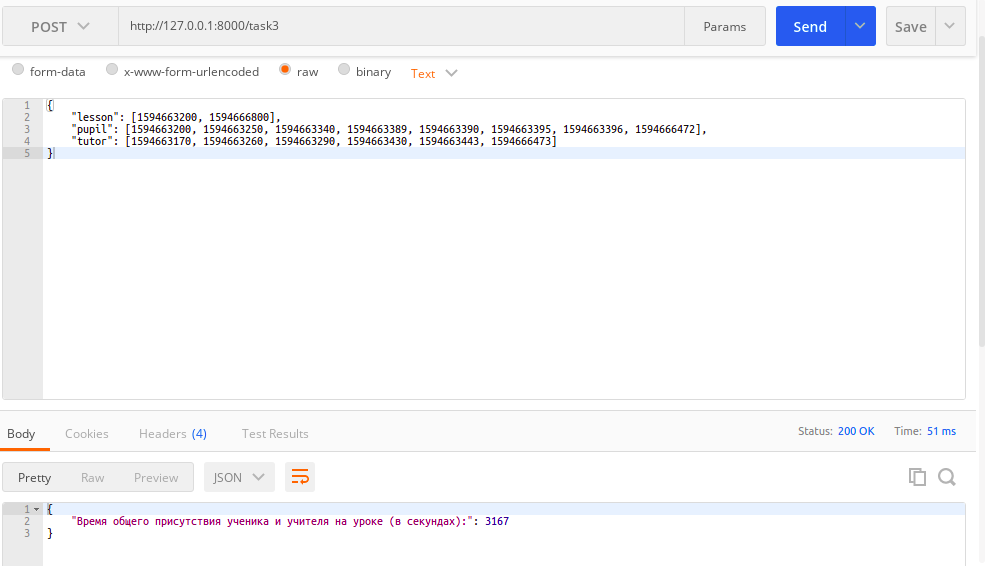 POST http://127.0.0.1:8000/task3 Params Send Save
form-data x-www-form-urlencoded raw binary Text
1 {
2 "lesson": [1594663200, 1594666800],
3 "pupil": [1594663200, 1594663250, 1594663340, 1594663389, 1594663390, 1594663395, 1594663396, 1594666472],
4 "tutor": [1594663170, 1594663260, 1594663290, 1594663430, 1594663443, 1594666473]
5 }
Body Cookies Headers (4) Test Results Status: 200 OK Time: 51 ms
Pretty Raw Preview JSON
1 {
2 "Время общего присутствия ученика и учителя на уроке (в секундах):": 3167
3 }